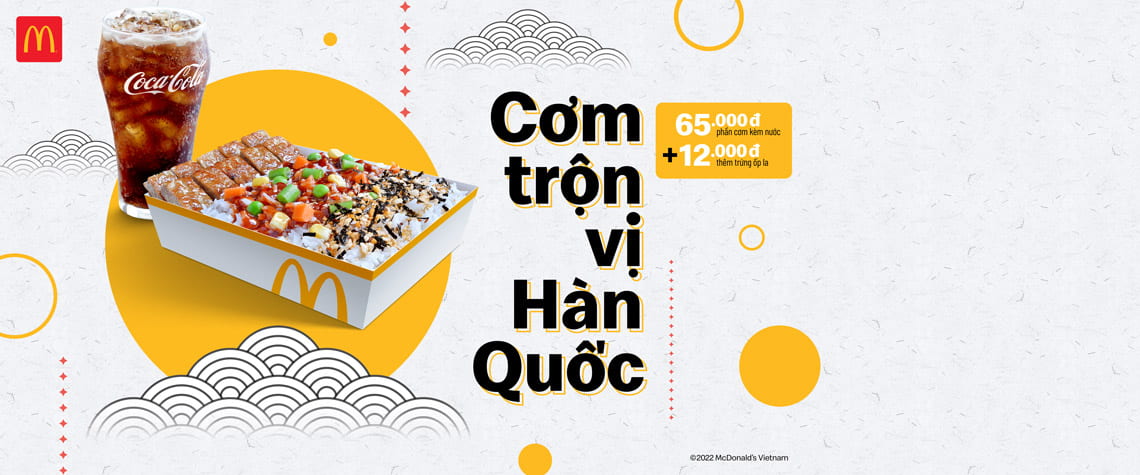 Coca-Cola
Cơm
trộn
vị
Hàn
Quốc
65.000đ
phần cơm kèm nước
+12.000đ
thêm trứng ốp la
©2022 McDonald's Vietnam